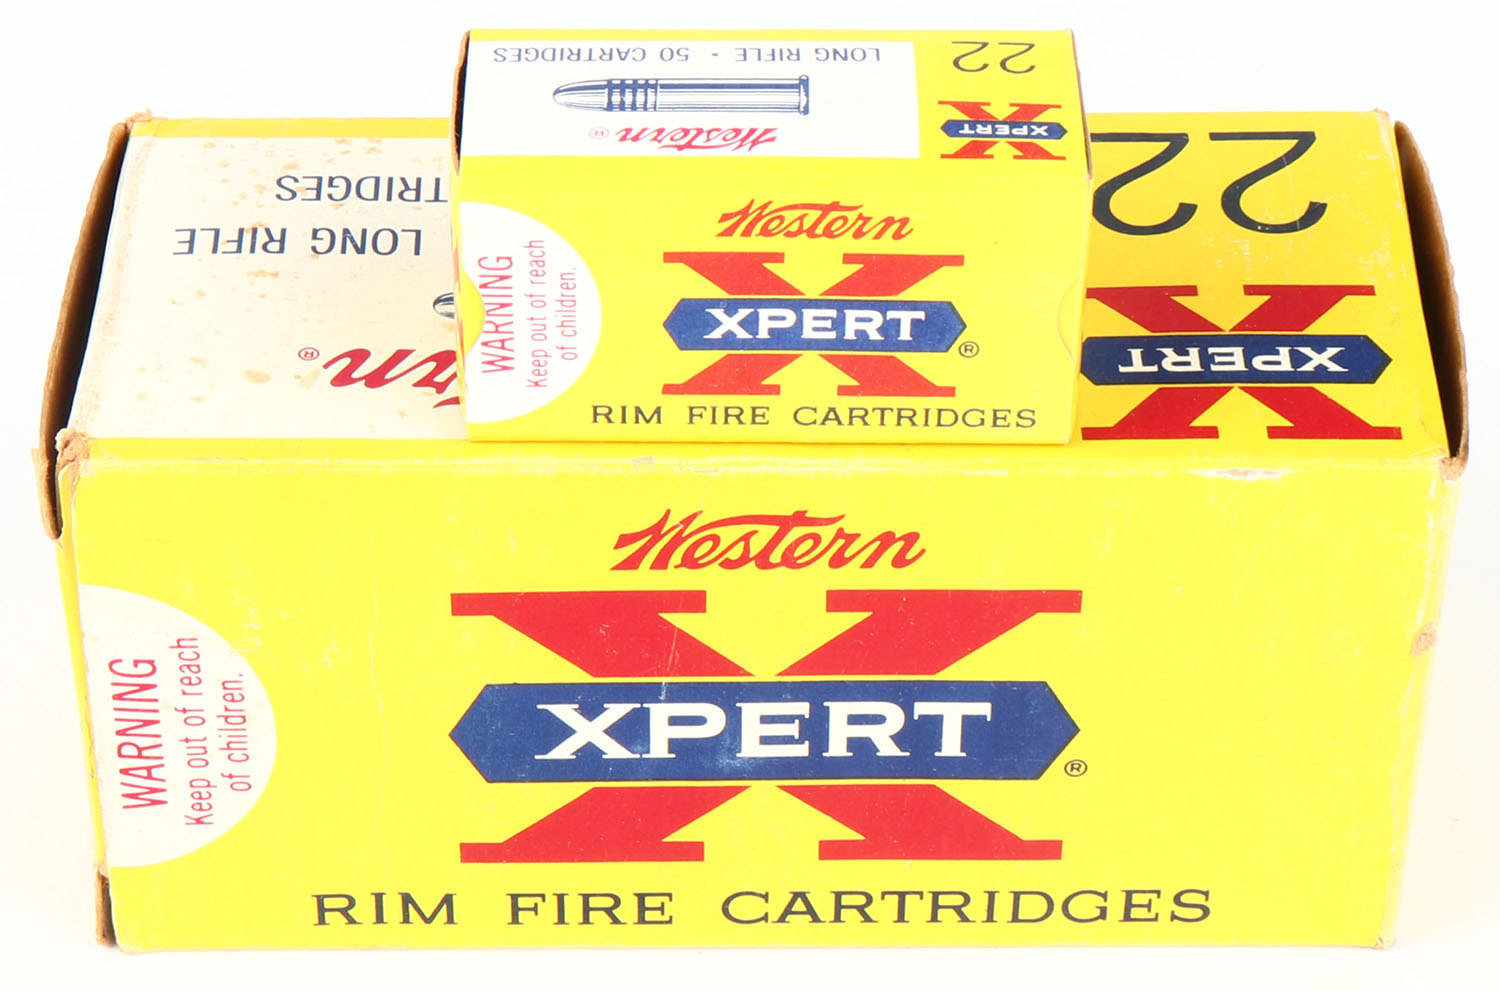 LONG RIFLE · 50 CARTRIDGES
Western®
22
XPERT
Western
XPERT
®
RIM FIRE CARTRIDGES
WARNING
Keep out of reach
of children.
LONG RIFLE
®
22
XPERT
Western
XPERT
®
RIM FIRE CARTRIDGES
WARNING
Keep out of reach
of children.